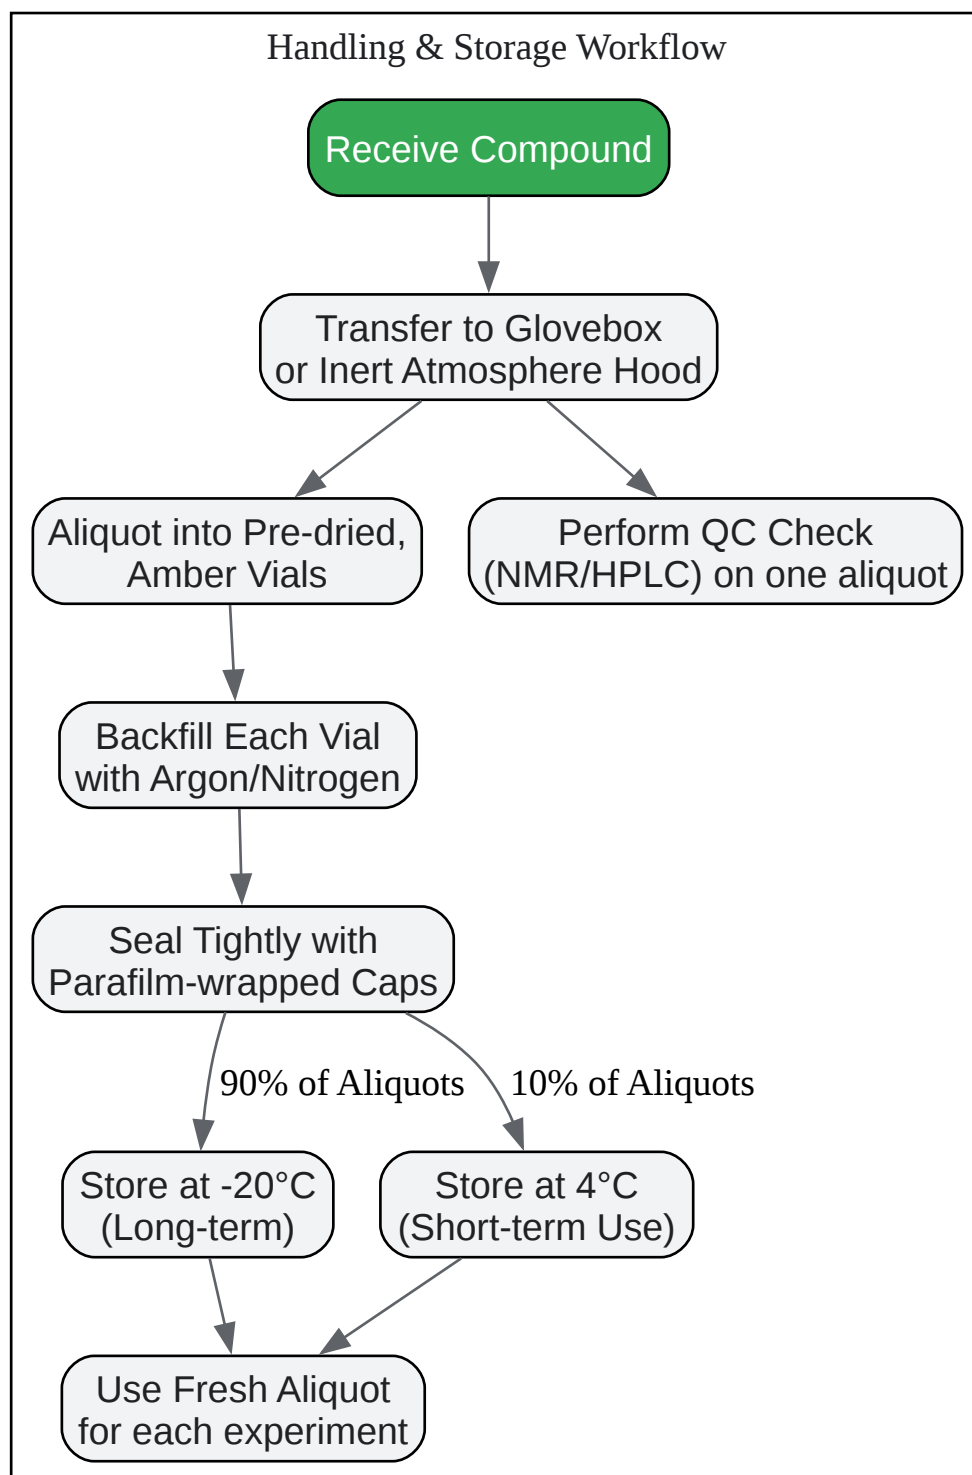 Handling & Storage Workflow
Receive Compound
Transfer to Glovebox
or Inert Atmosphere Hood
Aliquot into Pre-dried,
Amber Vials
Perform QC Check
(NMR/HPLC) on one aliquot
Backfill Each Vial
with Argon/Nitrogen
Seal Tightly with
Parafilm-wrapped Caps
90% of Aliquots
10% of Aliquots
Store at -20°C
(Long-term)
Store at 4°C
(Short-term Use)
Use Fresh Aliquot
for each experiment